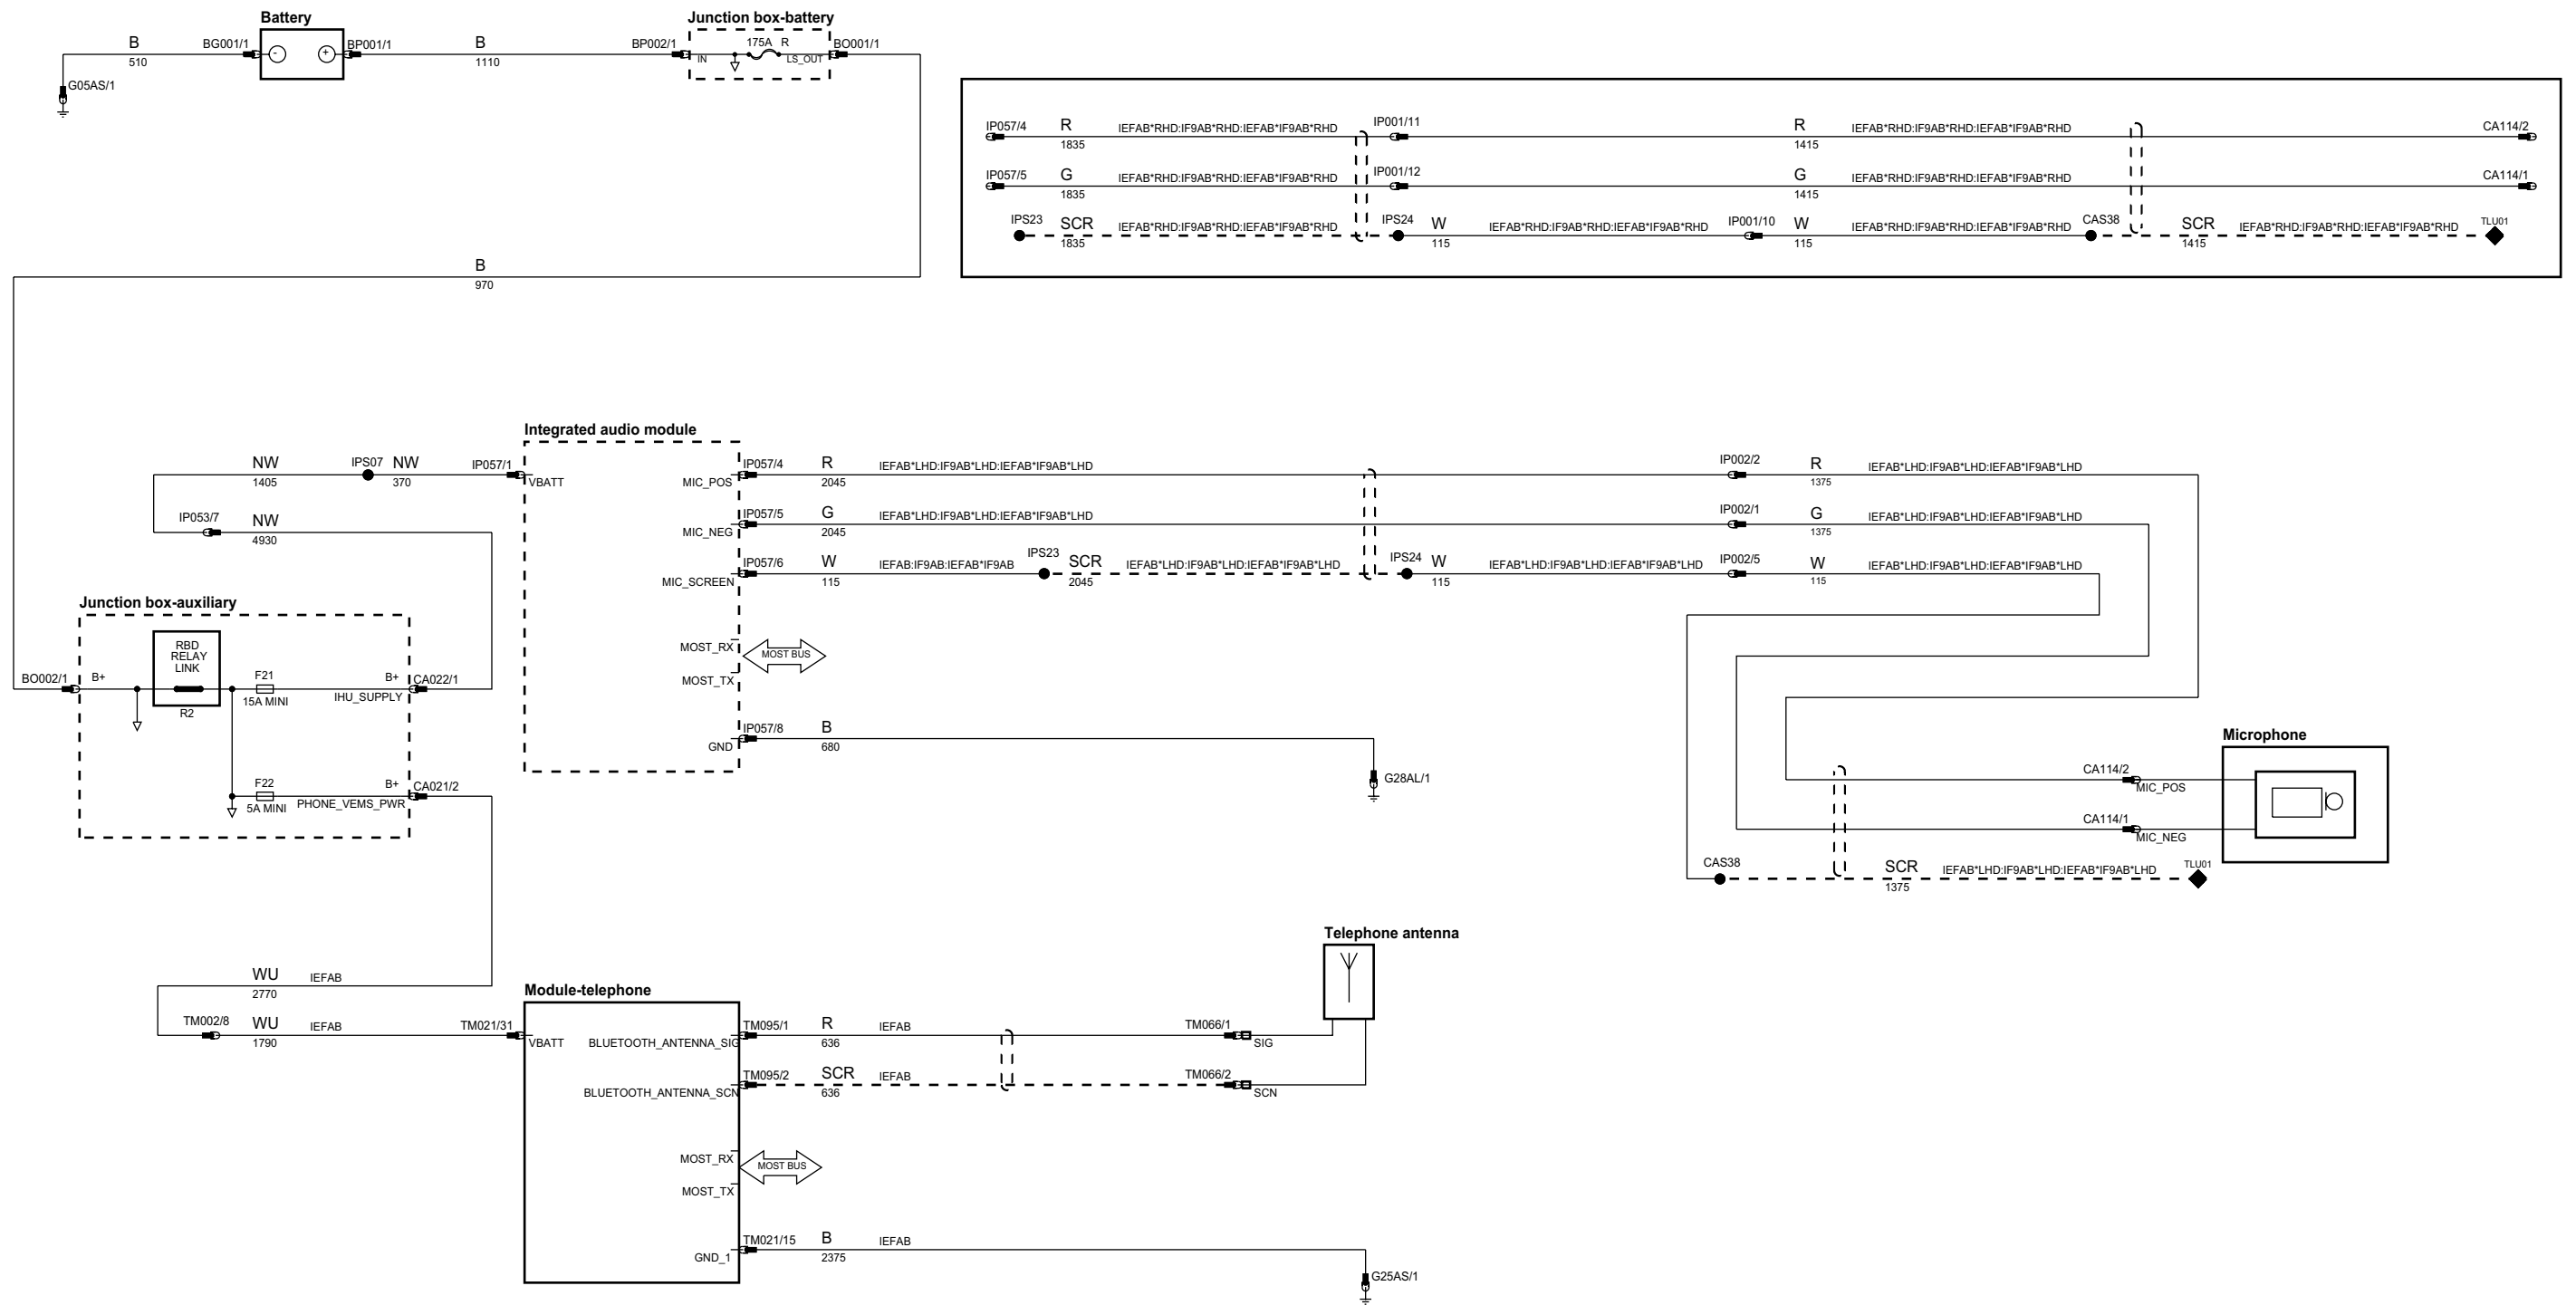 Battery
Junction box-battery
B
BG001/1
-
+
BP001/1
B
BP002/1
175A R
BO001/1
510
1110
IN
LS_OUT
G05AS/1
IP057/4
R
IEFAB*RHD:IF9AB*RHD:IEFAB*IF9AB*RHD
IP001/11
R
IEFAB*RHD:IF9AB*RHD:IEFAB*IF9AB*RHD
CA114/2
1835
1415
IP057/5
G
IEFAB*RHD:IF9AB*RHD:IEFAB*IF9AB*RHD
IP001/12
G
IEFAB*RHD:IF9AB*RHD:IEFAB*IF9AB*RHD
CA114/1
1835
1415
IPS23
SCR
IEFAB*RHD:IF9AB*RHD:IEFAB*IF9AB*RHD
IPS24
W
IEFAB*RHD:IF9AB*RHD:IEFAB*IF9AB*RHD
IP001/10
W
IEFAB*RHD:IF9AB*RHD:IEFAB*IF9AB*RHD
CAS38
SCR
IEFAB*RHD:IF9AB*RHD:IEFAB*IF9AB*RHD
TLU01
1835
115
115
1415
B
970
Integrated audio module
NW
IPS07
NW
IP057/1
1405
370
VBATT
IP053/7
NW
4930
IP057/4
R
IEFAB*LHD:IF9AB*LHD:IEFAB*IF9AB*LHD
IP002/2
R
IEFAB*LHD:IF9AB*LHD:IEFAB*IF9AB*LHD
MIC_POS
2045
1375
IP057/5
G
IEFAB*LHD:IF9AB*LHD:IEFAB*IF9AB*LHD
IP002/1
G
IEFAB*LHD:IF9AB*LHD:IEFAB*IF9AB*LHD
MIC_NEG
2045
1375
IP057/6
W
IEFAB:IF9AB:IEFAB*IF9AB
IPS23
SCR
IEFAB*LHD:IF9AB*LHD:IEFAB*IF9AB*LHD
IPS24
W
IEFAB*LHD:IF9AB*LHD:IEFAB*IF9AB*LHD
IP002/5
W
IEFAB*LHD:IF9AB*LHD:IEFAB*IF9AB*LHD
MIC_SCREEN
115
2045
115
115
MOST_RX
MOST BUS
MOST_TX
IP057/8
B
GND
680
G28AL/1
Junction box-auxiliary
RBD
RELAY
LINK
BO002/1
B+
F21
B+
CA022/1
15A MINI
IHU_SUPPLY
R2
F22
B+
CA021/2
5A MINI
PHONE_VEMS_PWR
Microphone
CA114/2
MIC_POS
CA114/1
MIC_NEG
CAS38
SCR
IEFAB*LHD:IF9AB*LHD:IEFAB*IF9AB*LHD
TLU01
1375
Telephone antenna
WU
IEFAB
2770
Module-telephone
TM002/8
WU
IEFAB
TM021/31
1790
VBATT
TM095/1
R
IEFAB
TM066/1
BLUETOOTH_ANTENNA_SIG
636
SIG
TM095/2
SCR
IEFAB
TM066/2
BLUETOOTH_ANTENNA_SCN
636
SCN
MOST_RX
MOST BUS
MOST_TX
TM021/15
B
IEFAB
GND_1
2375
G25AS/1